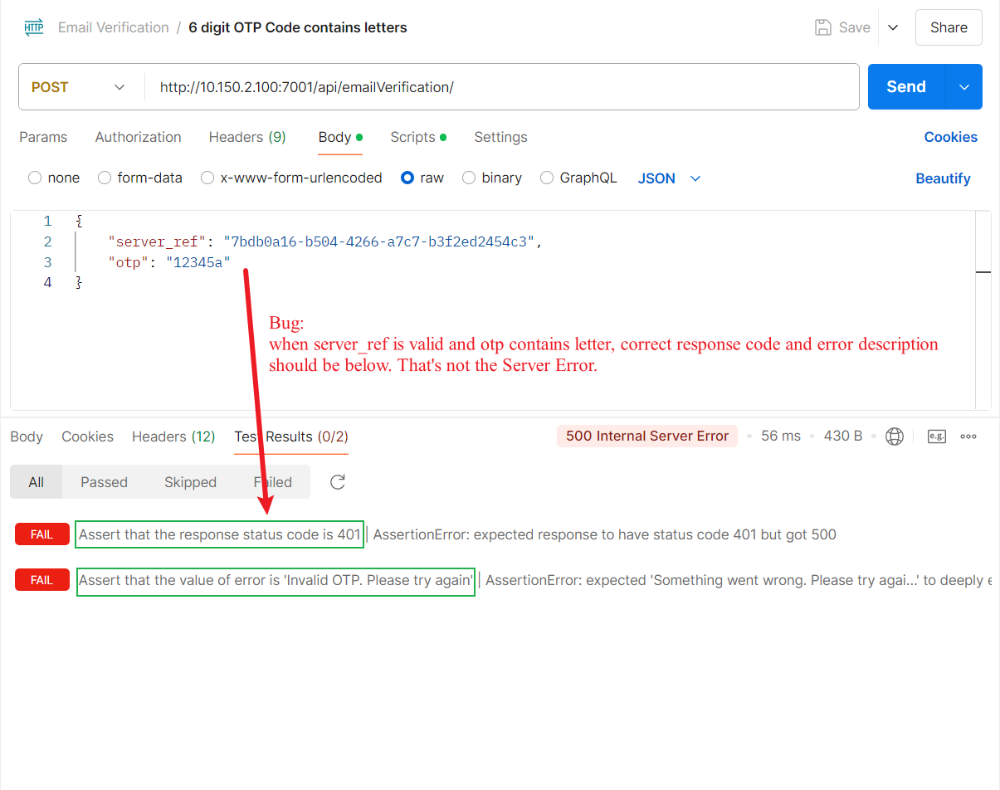 HTTP Email Verification / 6 digit OTP Code contains letters Save Share
POST http://10.150.2.100:7001/api/emailVerification/ Send
Params Authorization Headers (9) Body Scripts Settings Cookies
none form-data x-www-form-urlencoded raw binary GraphQL JSON Beautify
1 {
2 "server_ref": "7bdb0a16-b504-4266-a7c7-b3f2ed2454c3",
3 "otp": "12345a"
4 }
Bug:
when server_ref is valid and otp contains letter, correct response code and error description
should be below. That's not the Server Error.
Body Cookies Headers (12) Test Results (0/2) 500 Internal Server Error 56 ms 430 B e.g.
All Passed Skipped Failed
FAIL Assert that the response status code is 401 | AssertionError: expected response to have status code 401 but got 500
FAIL Assert that the value of error is 'Invalid OTP. Please try again' | AssertionError: expected 'Something went wrong. Please try agai...' to deeply e